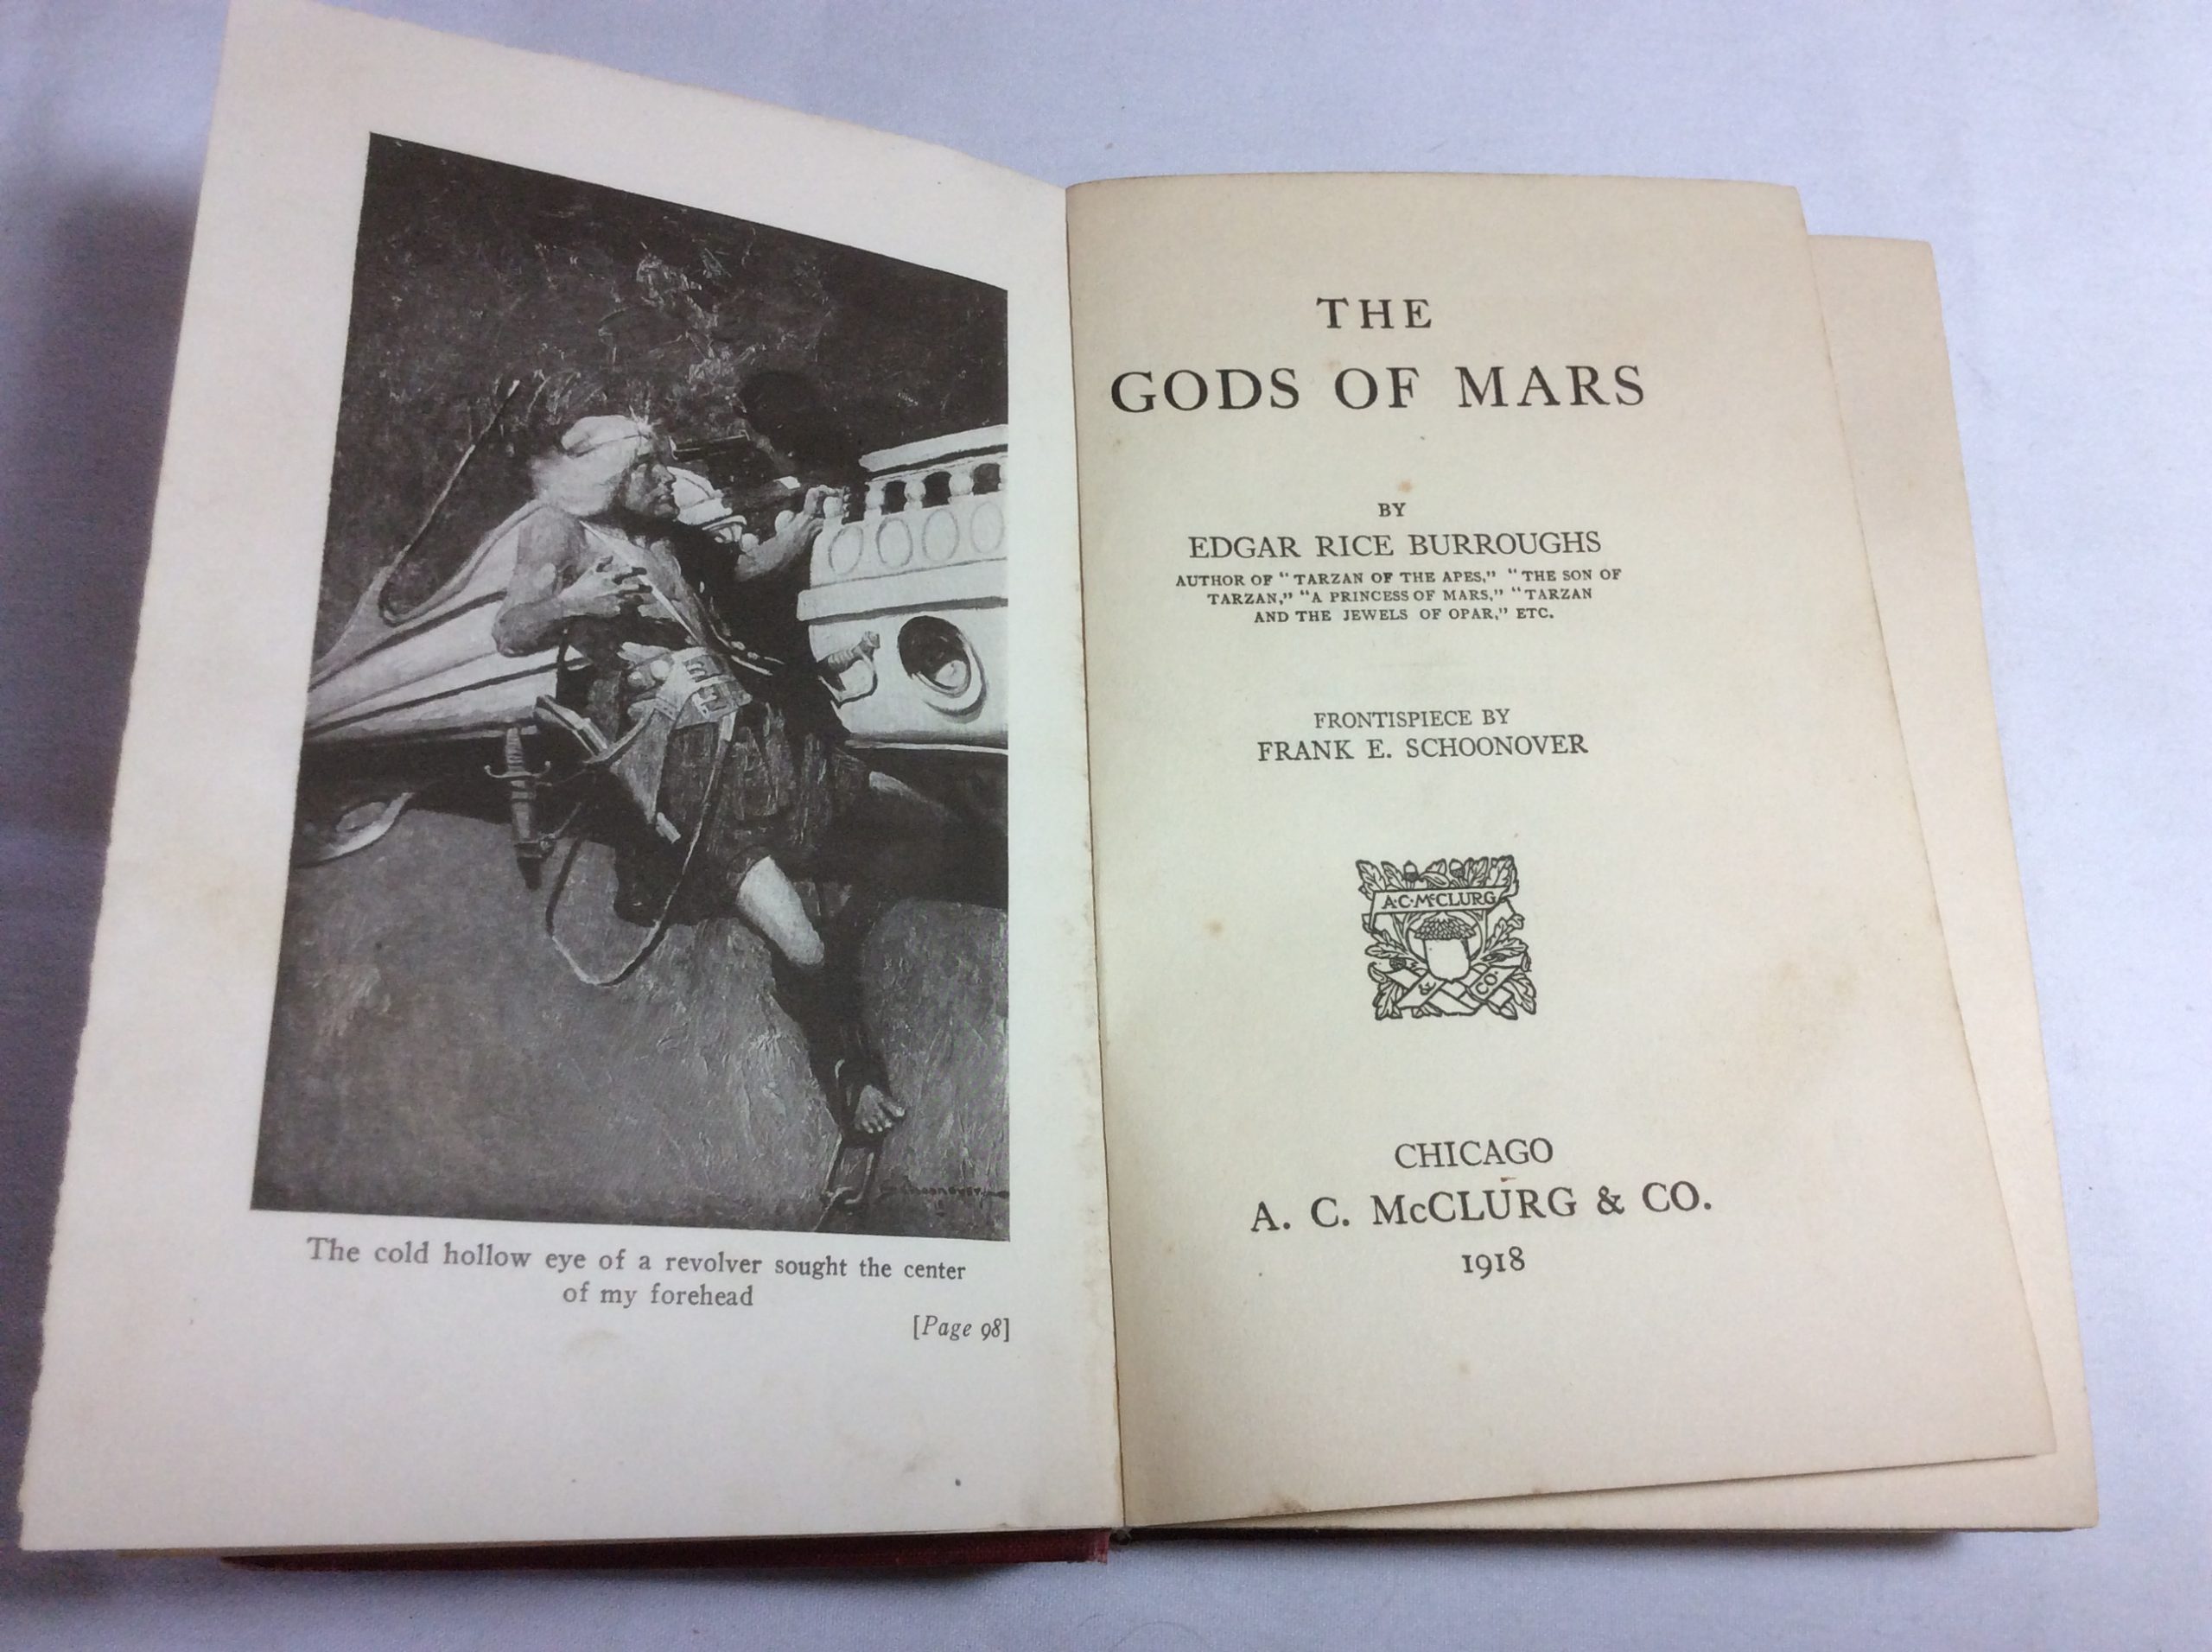 The cold hollow eye of a revolver sought the center
of my forehead
[Page 98]
THE
GODS OF MARS
BY
EDGAR RICE BURROUGHS
AUTHOR OF "TARZAN OF THE APES," "THE SON OF
TARZAN," "A PRINCESS OF MARS," "TARZAN
AND THE JEWELS OF OPAR," ETC.
FRONTISPIECE BY
FRANK E. SCHOONOVER
A·C·McCLURG
& CO·
CHICAGO
A. C. McCLURG & CO.
1918